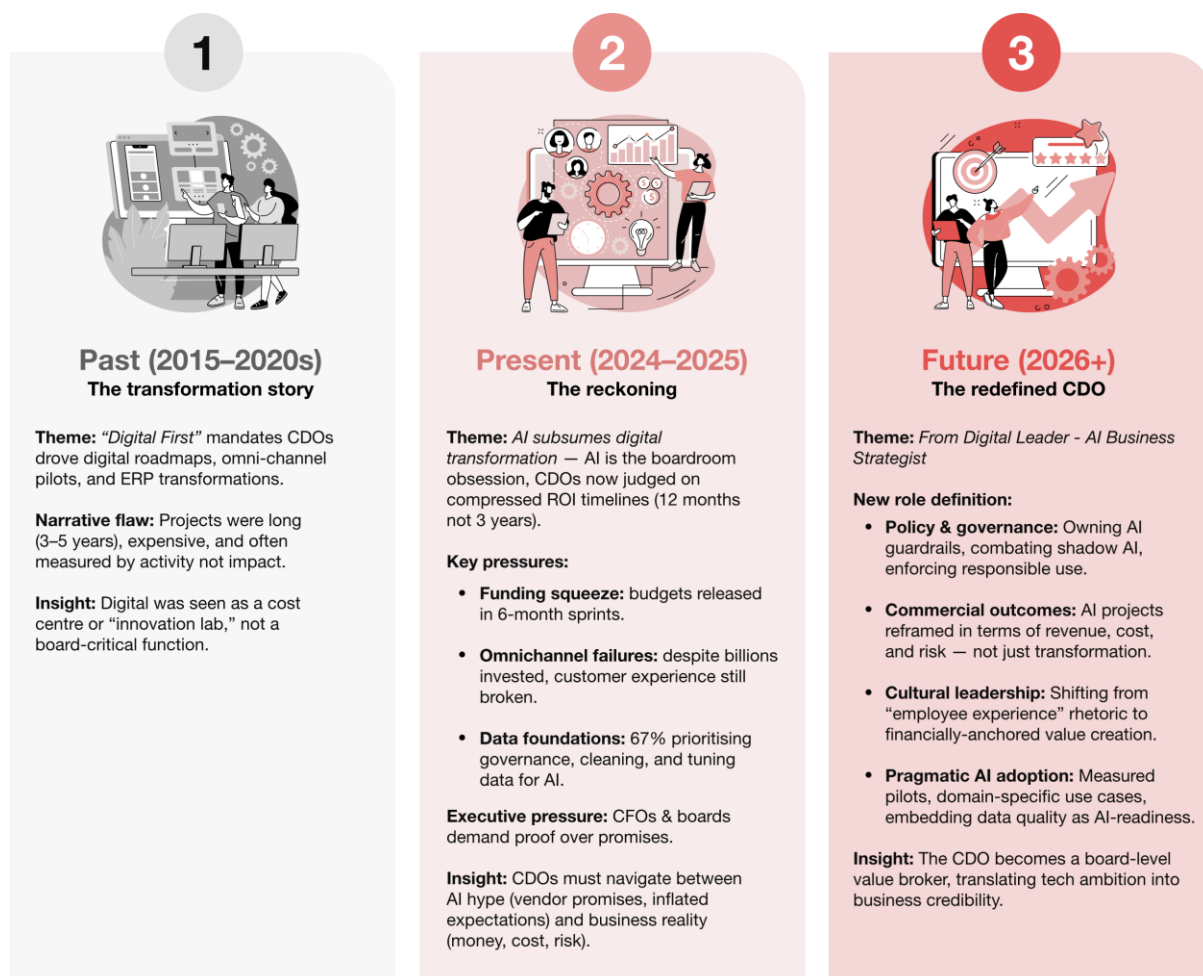 1
Past (2015–2020s)
The transformation story
Theme: “Digital First” mandates CDOs
drove digital roadmaps, omni-channel
pilots, and ERP transformations.
Narrative flaw: Projects were long
(3–5 years), expensive, and often
measured by activity not impact.
Insight: Digital was seen as a cost
centre or “innovation lab,” not a
board-critical function.
2
Present (2024–2025)
The reckoning
Theme: AI subsumes digital
transformation — AI is the boardroom
obsession, CDOs now judged on
compressed ROI timelines (12 months
not 3 years).
Key pressures:
• Funding squeeze: budgets released
in 6-month sprints.
• Omnichannel failures: despite billions
invested, customer experience still
broken.
• Data foundations: 67% prioritising
governance, cleaning, and tuning
data for AI.
Executive pressure: CFOs & boards
demand proof over promises.
Insight: CDOs must navigate between
AI hype (vendor promises, inflated
expectations) and business reality
(money, cost, risk).
3
Future (2026+)
The redefined CDO
Theme: From Digital Leader - AI Business
Strategist
New role definition:
• Policy & governance: Owning AI
guardrails, combating shadow AI,
enforcing responsible use.
• Commercial outcomes: AI projects
reframed in terms of revenue, cost,
and risk — not just transformation.
• Cultural leadership: Shifting from
“employee experience” rhetoric to
financially-anchored value creation.
• Pragmatic AI adoption: Measured
pilots, domain-specific use cases,
embedding data quality as AI-readiness.
Insight: The CDO becomes a board-level
value broker, translating tech ambition into
business credibility.